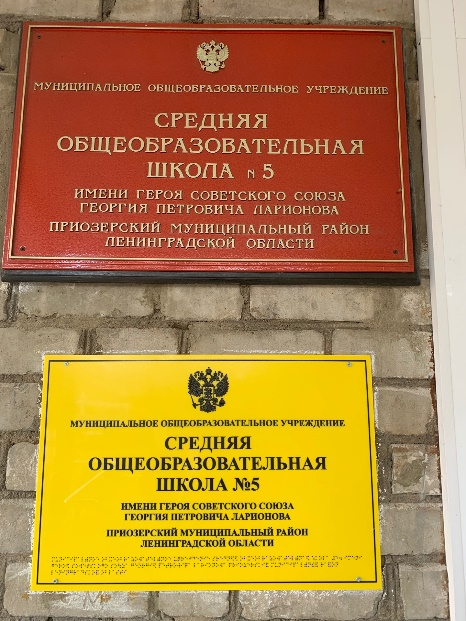 МУНИЦИПАЛЬНОЕ ОБЩЕОБРАЗОВАТЕЛЬНОЕ УЧРЕЖДЕНИЕ
СРЕДНЯЯ
ОБЩЕОБРАЗОВАТЕЛЬНАЯ
ШКОЛА N 5
ИМЕНИ ГЕРОЯ СОВЕТСКОГО СОЮЗА
ГЕОРГИЯ ПЕТРОВИЧА ЛАРИОНОВА
ПРИОЗЕРСКИЙ МУНИЦИПАЛЬНЫЙ РАЙОН
ЛЕНИНГРАДСКОЙ ОБЛАСТИ
МУНИЦИПАЛЬНОЕ ОБЩЕОБРАЗОВАТЕЛЬНОЕ УЧРЕЖДЕНИЕ
СРЕДНЯЯ
ОБЩЕОБРАЗОВАТЕЛЬНАЯ
ШКОЛА №5
ИМЕНИ ГЕРОЯ СОВЕТСКОГО СОЮЗА
ГЕОРГИЯ ПЕТРОВИЧА ЛАРИОНОВА
ПРИОЗЕРСКИЙ МУНИЦИПАЛЬНЫЙ РАЙОН
ЛЕНИНГРАДСКОЙ ОБЛАСТИ